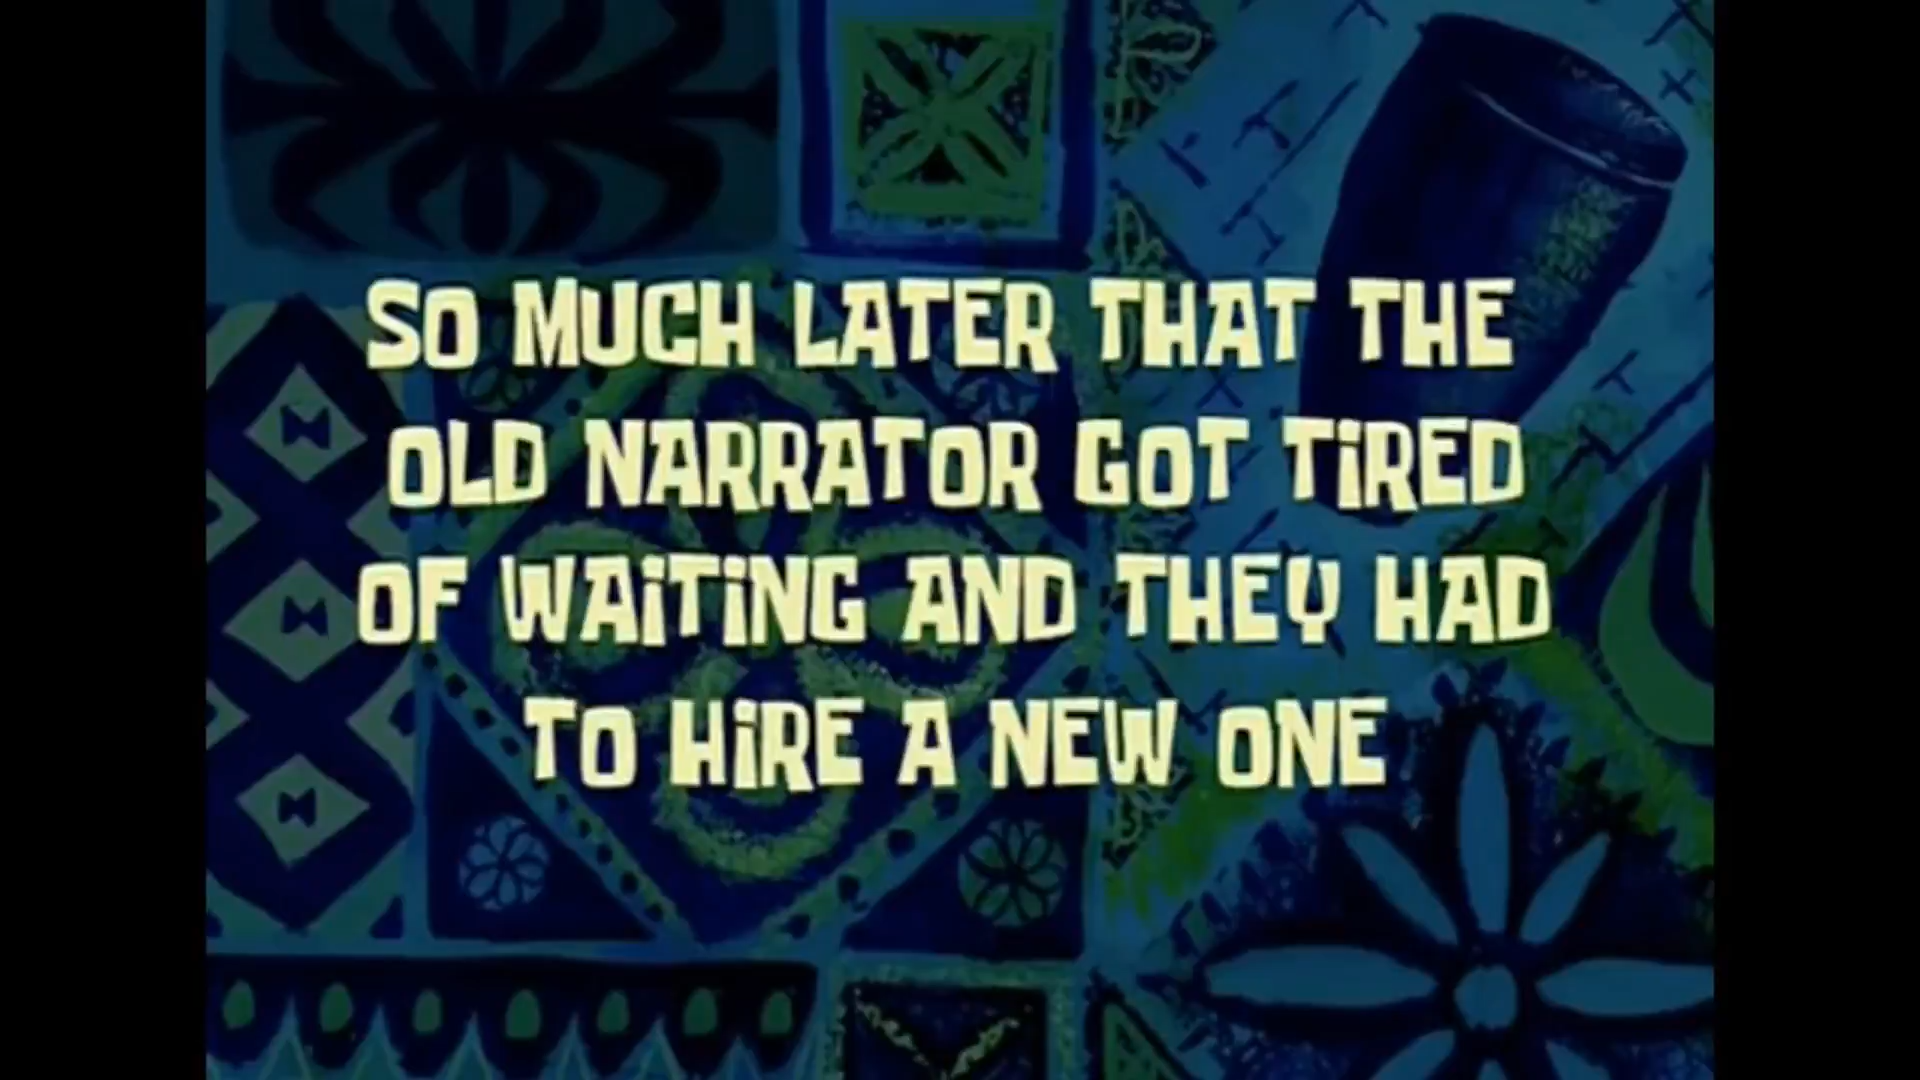 SO MUCH LATER THAT THE
OLD NARRATOR GOT TiRED
OF WAiTiNG AND THEY HAD
TO HiRE A NEW ONE